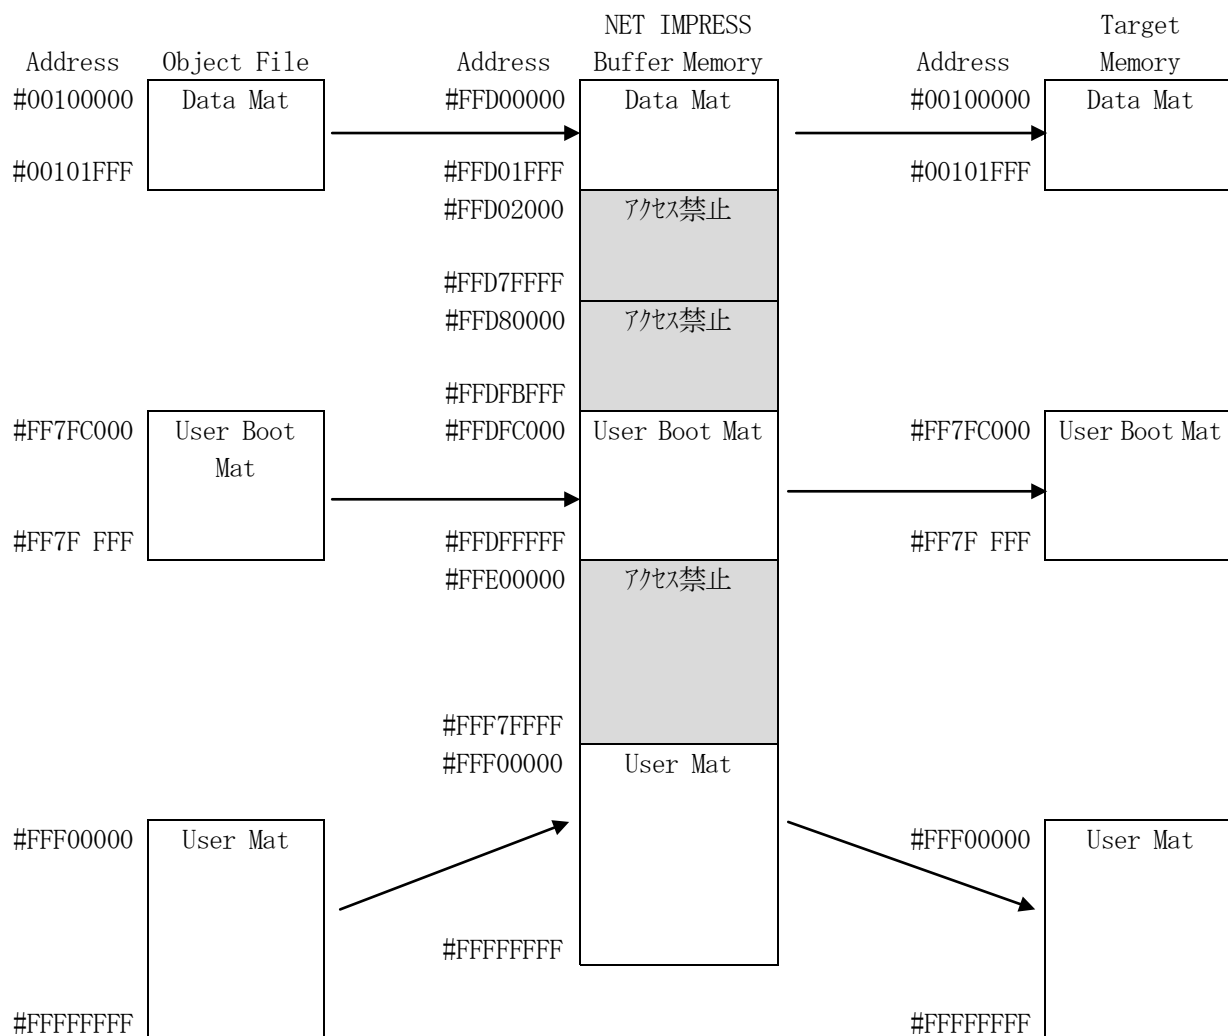 NET IMPRESS Target
Address Object File Address Buffer Memory Address Memory
#00100000 Data Mat #FFD00000 Data Mat #00100000 Data Mat
#00101FFF #FFD01FFF #00101FFF
#FFD02000 アクセス禁止
#FFD7FFFF
#FFD80000 アクセス禁止
#FFDFBFFF
#FF7FC000 User Boot #FFDFC000 User Boot Mat #FF7FC000 User Boot Mat
Mat
#FF7F FFF #FFDFFFFF #FF7F FFF
#FFE00000 アクセス禁止
#FFF7FFFF
#FFF00000 User Mat
#FFF00000 User Mat #FFF00000 User Mat
#FFFFFFFF
#FFFFFFFF #FFFFFFFF